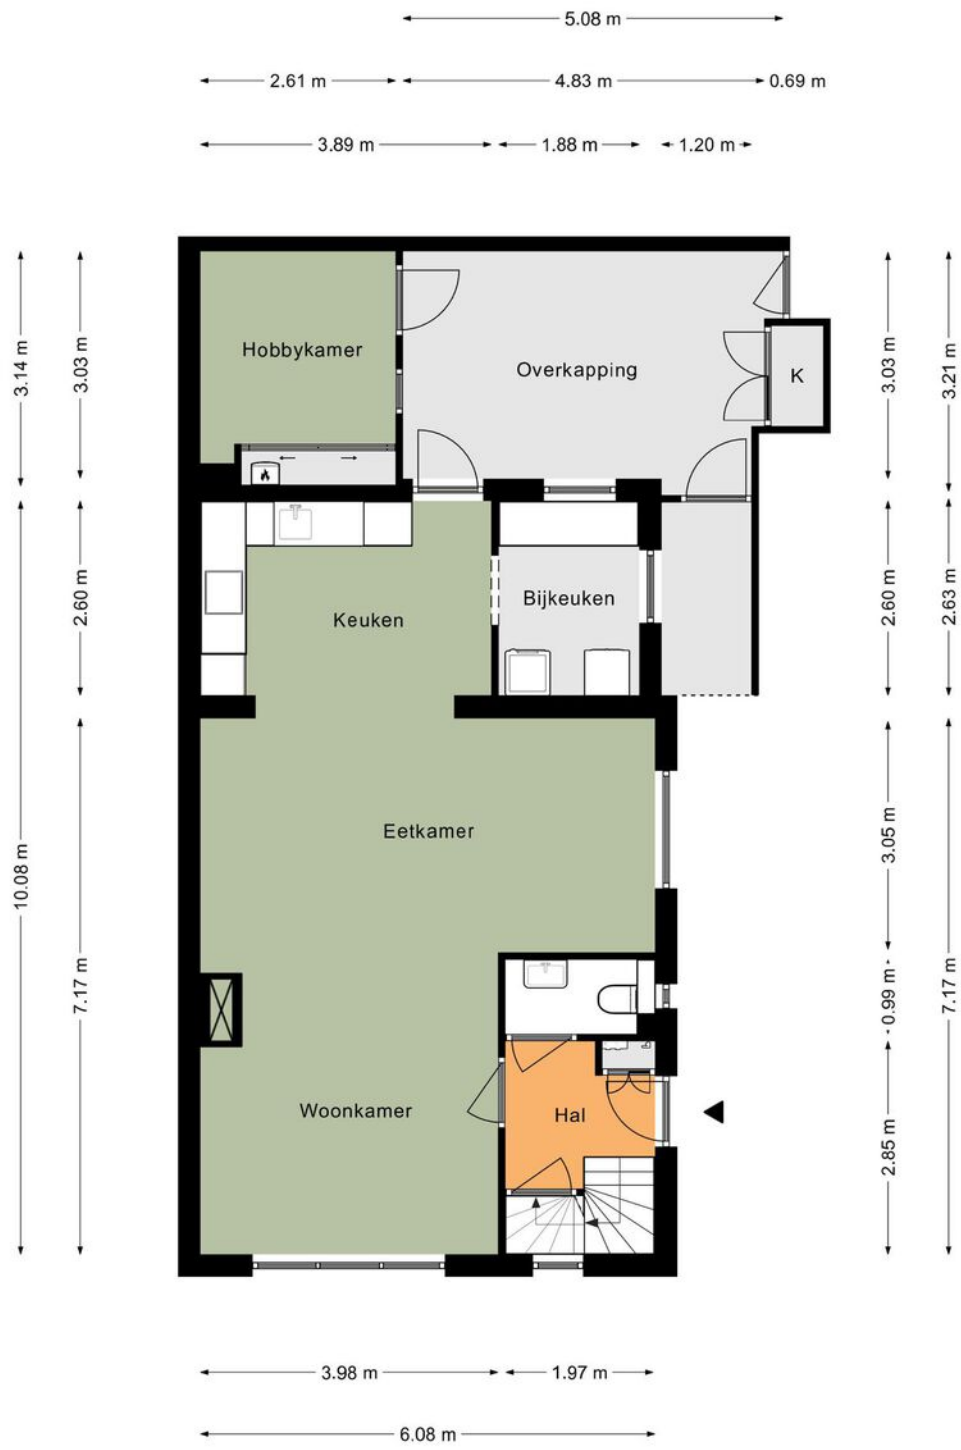 5.08 m
2.61 m
4.83 m
0.69 m
3.89 m
1.88 m
1.20 m
3.14 m
3.03 m
3.03 m
3.21 m
Hobbykamer
Overkapping
K
2.60 m
2.60 m
2.63 m
Keuken
Bijkeuken
10.08 m
7.17 m
Eetkamer
3.05 m
0.99 m
7.17 m
Woonkamer
Hal
2.85 m
3.98 m
1.97 m
6.08 m